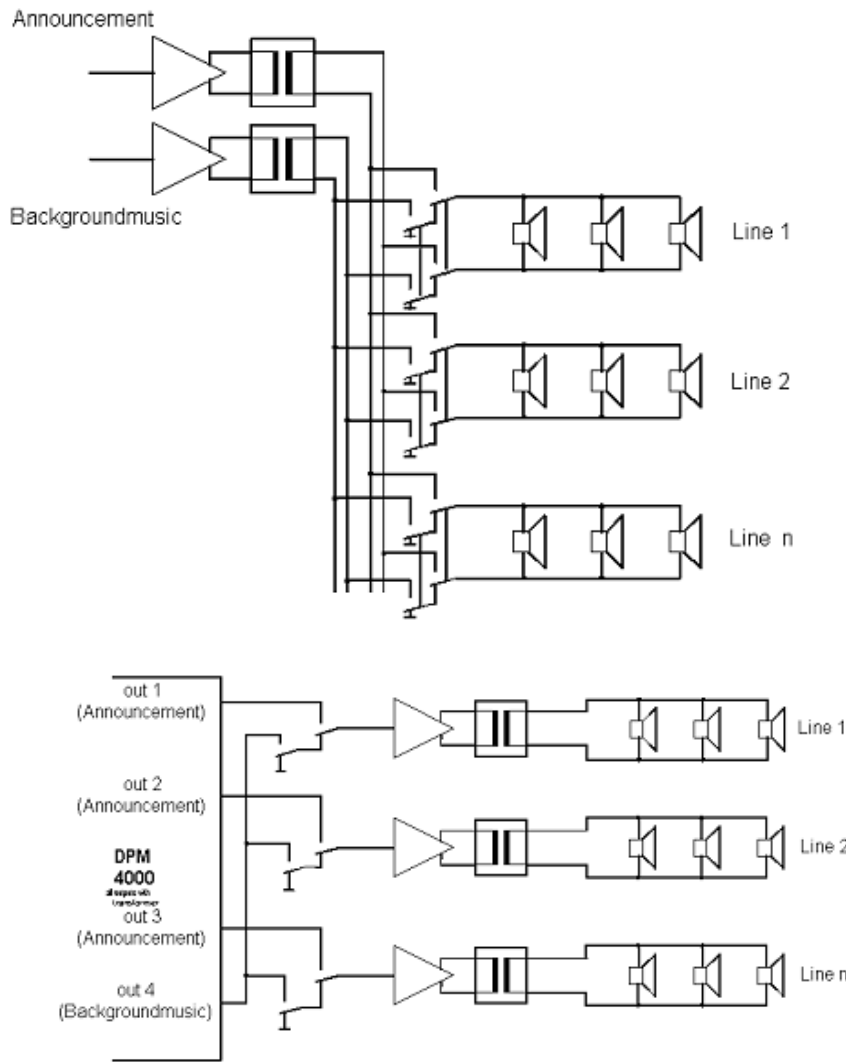 Announcement
Backgroundmusic
Line 1
Line 2
Line n
out 1
(Announcement)
Line 1
out 2
(Announcement)
Line 2
DPM
4000
transformer
out 3
(Announcement)
Line n
out 4
(Backgroundmusic)